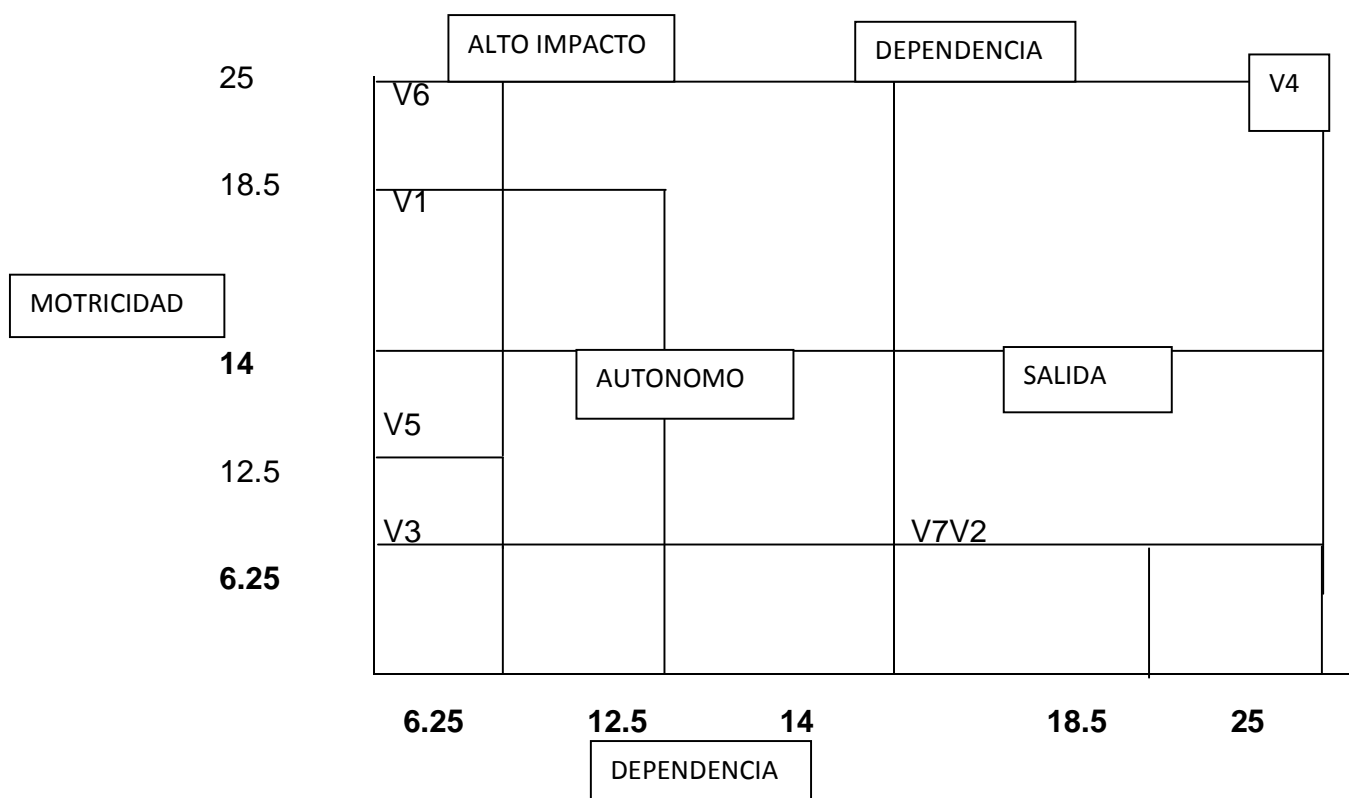 ALTO IMPACTO
DEPENDENCIA
25
V6
V4
18.5
V1
MOTRICIDAD
14
AUTONOMO
SALIDA
V5
12.5
V3
V7V2
6.25
6.25 12.5 14 18.5 25
DEPENDENCIA